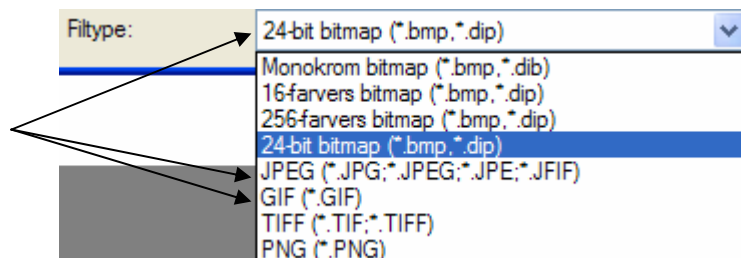 Filtype: 24-bit bitmap (*.bmp,*.dip)
Monokrom bitmap (*.bmp,*.dib)
16-farvers bitmap (*.bmp,*.dip)
256-farvers bitmap (*.bmp,*.dip)
24-bit bitmap (*.bmp,*.dip)
JPEG (*.JPG;*.JPEG;*.JPE;*.JFIF)
GIF (*.GIF)
TIFF (*.TIF;*.TIFF)
PNG (*.PNG)